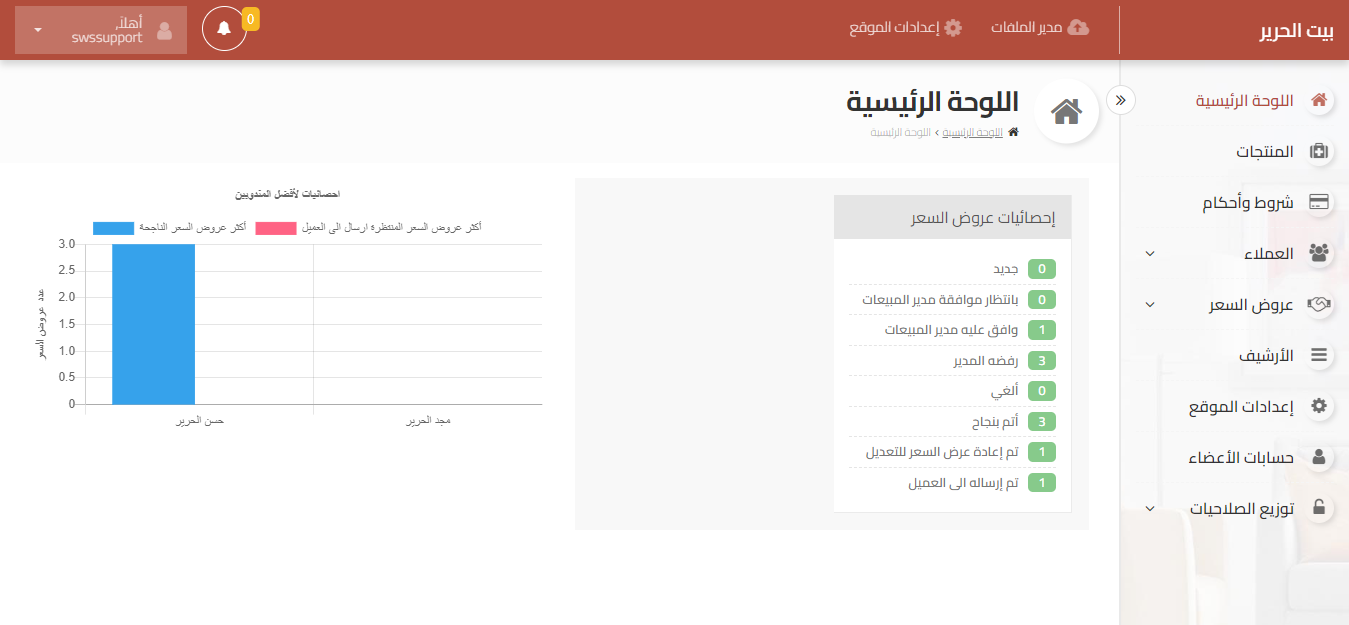 بيت الحرير
مدير الملفات
إعدادات الموقع
0
أهلاً,
swssupport
اللوحة الرئيسية
المنتجات
شروط وأحكام
العملاء
عروض السعر
الأرشيف
إعدادات الموقع
حسابات الأعضاء
توزيع الصلاحيات
اللوحة الرئيسية
اللوحة الرئيسية › اللوحة الرئيسية
إحصائيات عروض السعر
0 جديد
0 بانتظار موافقة مدير المبيعات
1 وافق عليه مدير المبيعات
3 رفضه المدير
0 ألغي
3 أتم بنجاح
1 تم إعادة عرض السعر للتعديل
1 تم إرساله الى العميل
احصائيات لأفضل المندوبين
أكثر عروض السعر المنتظرة ارسال الى العميل
أكثر عروض السعر الناجحة
عدد عروض السعر
3.0
2.5
2.0
1.5
1.0
0.5
0
مجد الحرير
حسن الحرير